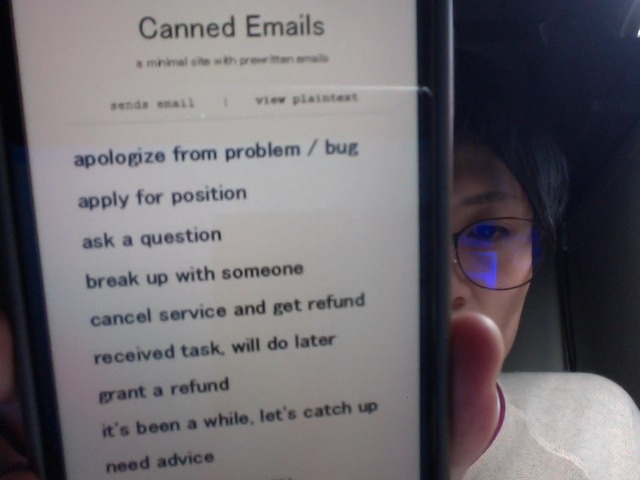 Canned Emails
a minimal site with prewritten emails
sends email | view plaintext
apologize from problem / bug
apply for position
ask a question
break up with someone
cancel service and get refund
received task, will do later
grant a refund
it's been a while, let's catch up
need advice